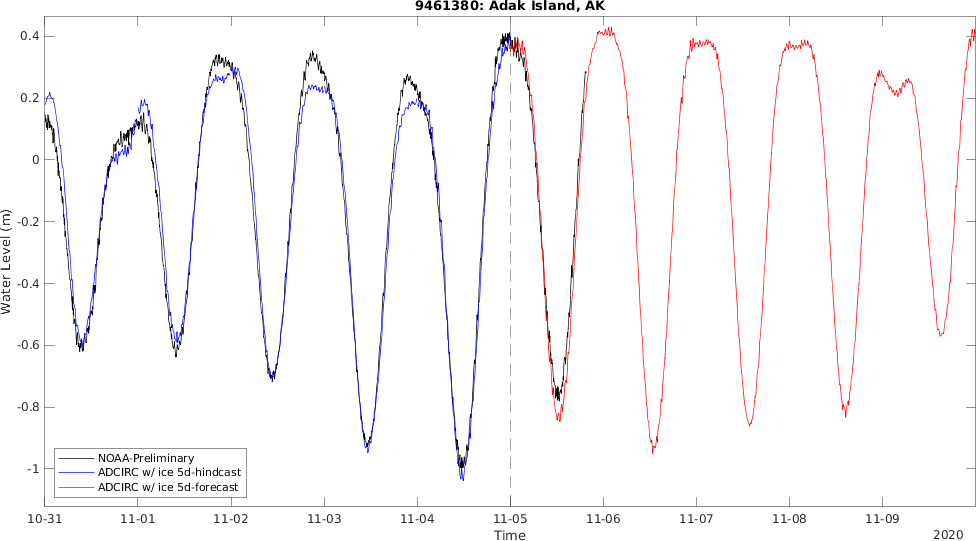 9461380: Adak Island, AK
0.4
0.2
0
-0.2
-0.4
-0.6
-0.8
-1
Water Level (m)
NOAA-Preliminary
ADCIRC w/ ice 5d-hindcast
ADCIRC w/ ice 5d-forecast
10-31 11-01 11-02 11-03 11-04 11-05 11-06 11-07 11-08 11-09
Time
2020